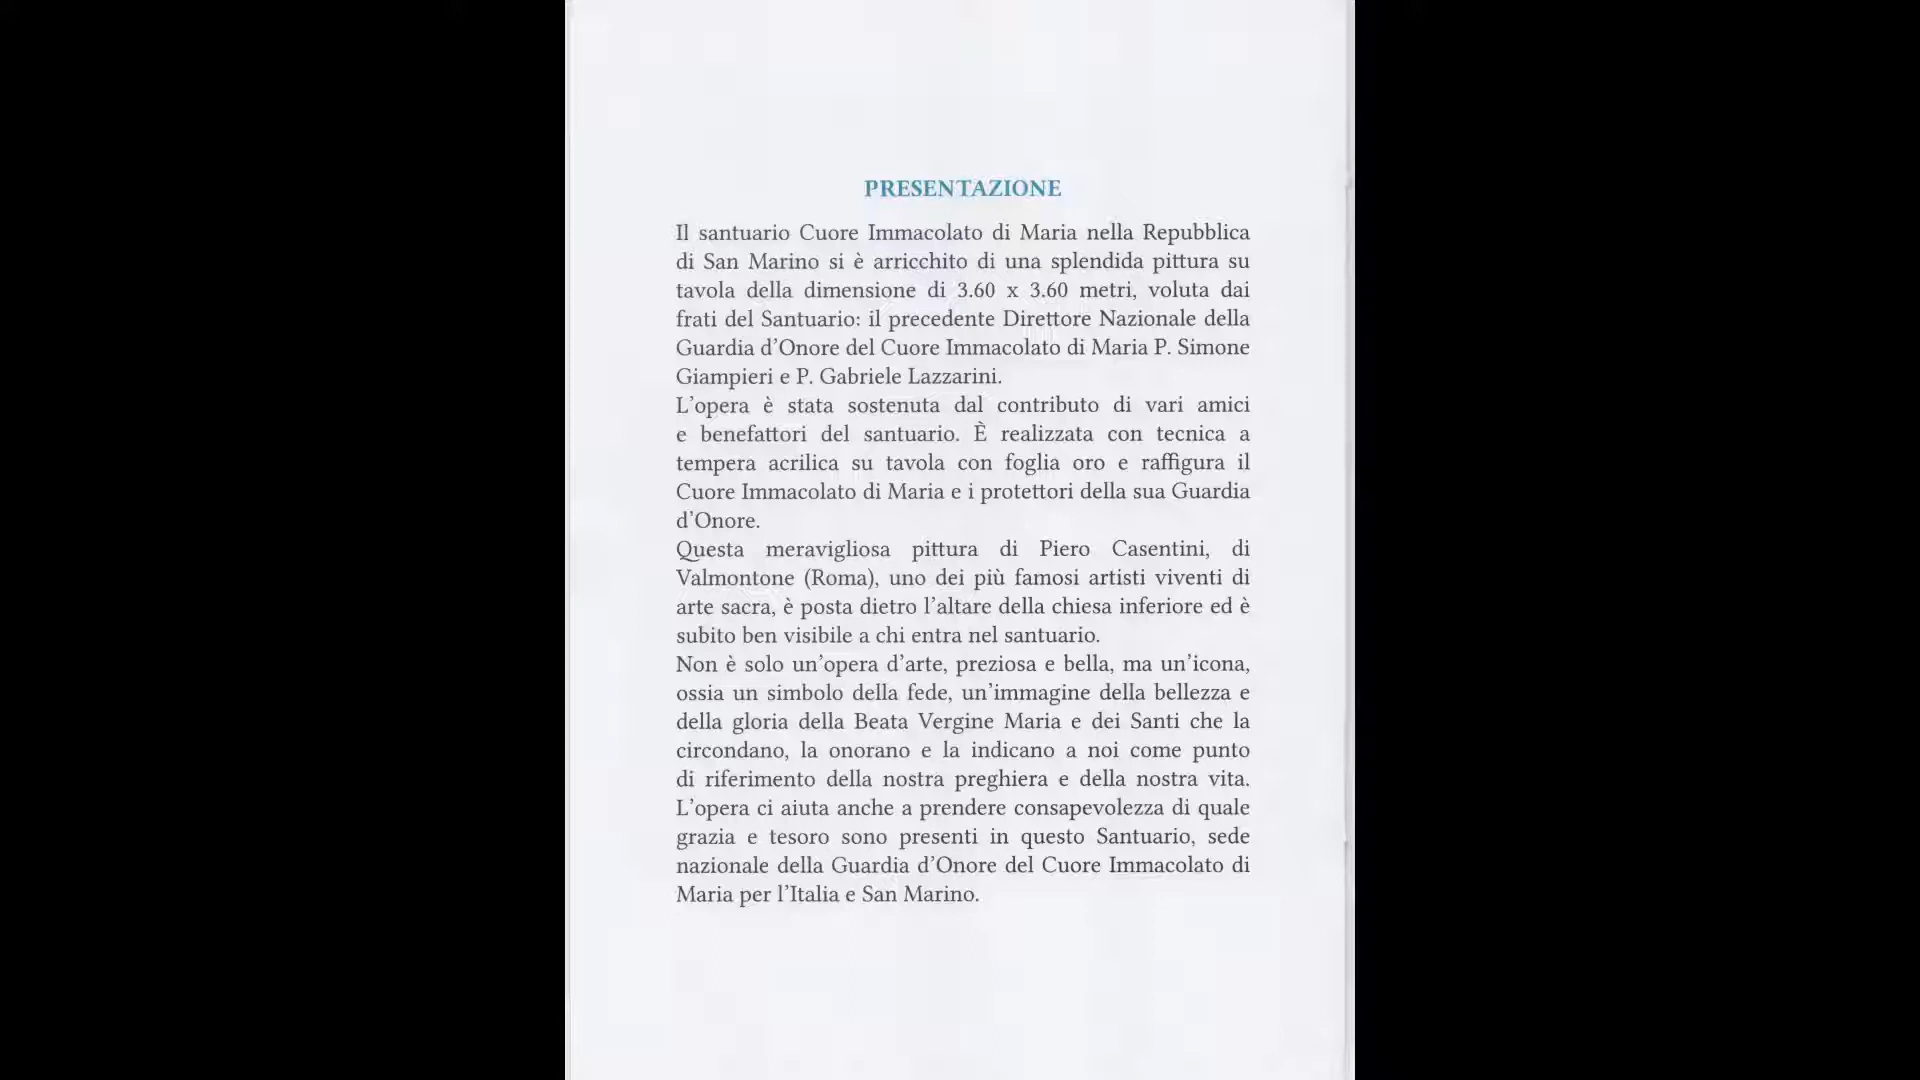 PRESENTAZIONE
Il santuario Cuore Immacolato di Maria nella Repubblica
di San Marino si è arricchito di una splendida pittura su
tavola della dimensione di 3.60 x 3.60 metri, voluta dai
frati del Santuario: il precedente Direttore Nazionale della
Guardia d’Onore del Cuore Immacolato di Maria P. Simone
Giampieri e P. Gabriele Lazzarini.
L’opera è stata sostenuta dal contributo di vari amici
e benefattori del santuario. È realizzata con tecnica a
tempera acrilica su tavola con foglia oro e raffigura il
Cuore Immacolato di Maria e i protettori della sua Guardia
d’Onore.
Questa meravigliosa pittura di Piero Casentini, di
Valmontone (Roma), uno dei più famosi artisti viventi di
arte sacra, è posta dietro l’altare della chiesa inferiore ed è
subito ben visibile a chi entra nel santuario.
Non è solo un’opera d’arte, preziosa e bella, ma un’icona,
ossia un simbolo della fede, un’immagine della bellezza e
della gloria della Beata Vergine Maria e dei Santi che la
circondano, la onorano e la indicano a noi come punto
di riferimento della nostra preghiera e della nostra vita.
L’opera ci aiuta anche a prendere consapevolezza di quale
grazia e tesoro sono presenti in questo Santuario, sede
nazionale della Guardia d’Onore del Cuore Immacolato di
Maria per l’Italia e San Marino.